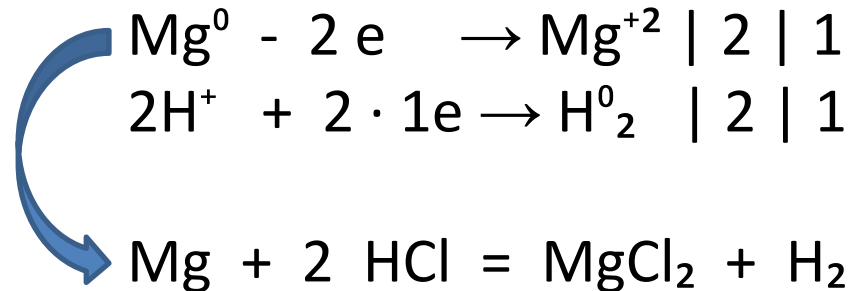 Mg⁰ - 2 e → Mg⁺² | 2 | 1
2H⁺ + 2 · 1e → H⁰₂ | 2 | 1
Mg + 2 HCl = MgCl₂ + H₂